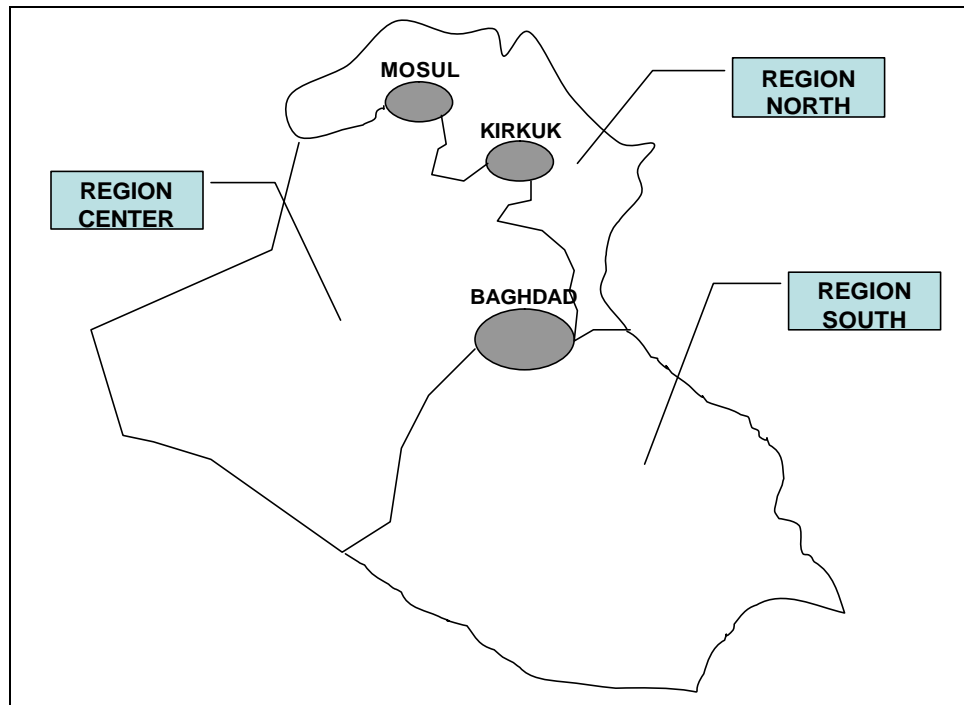 MOSUL
REGION
NORTH
KIRKUK
REGION
CENTER
BAGHDAD
REGION
SOUTH